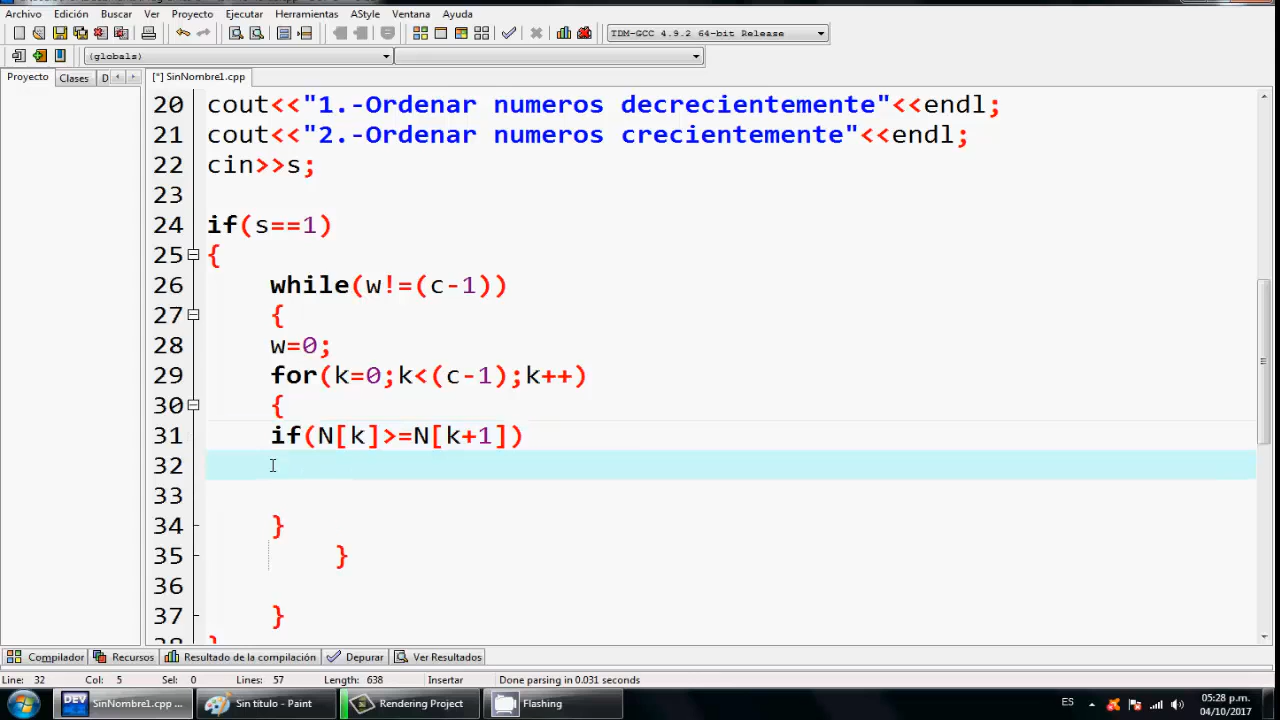 Archivo Edición Buscar Ver Proyecto Ejecutar Herramientas AStyle Ventana Ayuda
TDM-GCC 4.9.2 64-bit Release
(globals)
Proyecto Clases D [*] SinNombre1.cpp
20 cout<<"1.-Ordenar numeros decrecientemente"<<endl;
21 cout<<"2.-Ordenar numeros crecientemente"<<endl;
22 cin>>s;
23
24 if(s==1)
25 {
26 while(w!=(c-1))
27 {
28 w=0;
29 for(k=0;k<(c-1);k++)
30 {
31 if(N[k]>=N[k+1])
32
33
34 }
35 }
36
37 }
38 }
Compilador Recursos Resultado de la compilación Depurar Ver Resultados
Line: 32 Col: 5 Sel: 0 Lines: 57 Length: 638 Insertar Done parsing in 0.031 seconds
DEV SinNombre1.cpp ... Sin título - Paint Rendering Project Flashing ES 05:28 p.m.
04/10/2017